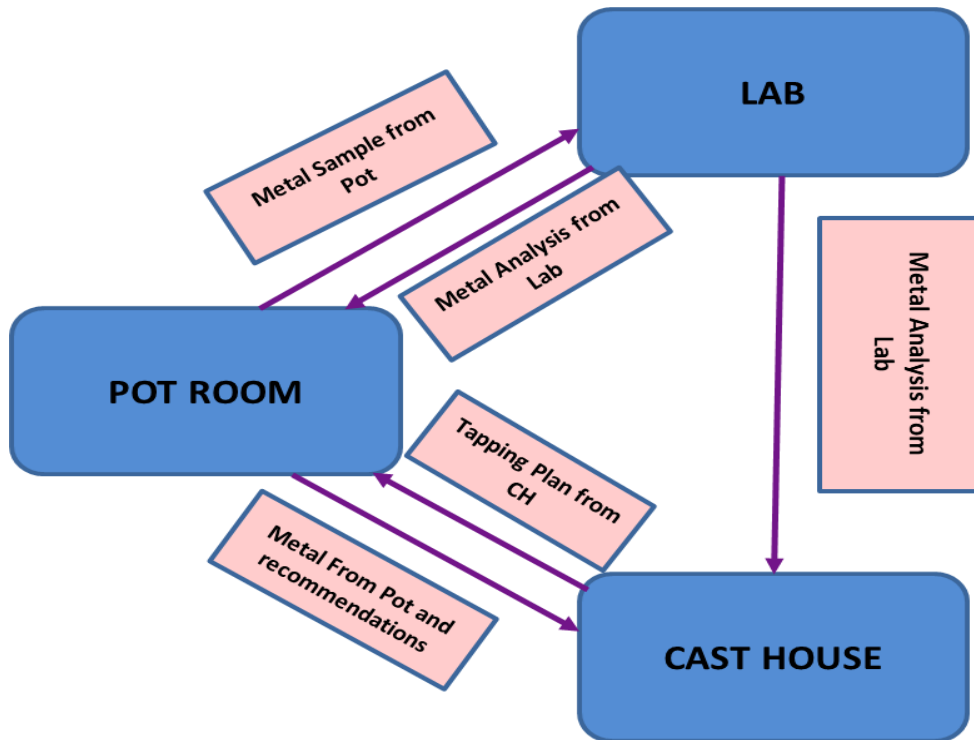 LAB
Metal Sample from
Pot
Metal Analysis from
Lab
Metal Analysis from
Lab
POT ROOM
Tapping Plan from
CH
Metal From Pot and
recommendations
CAST HOUSE